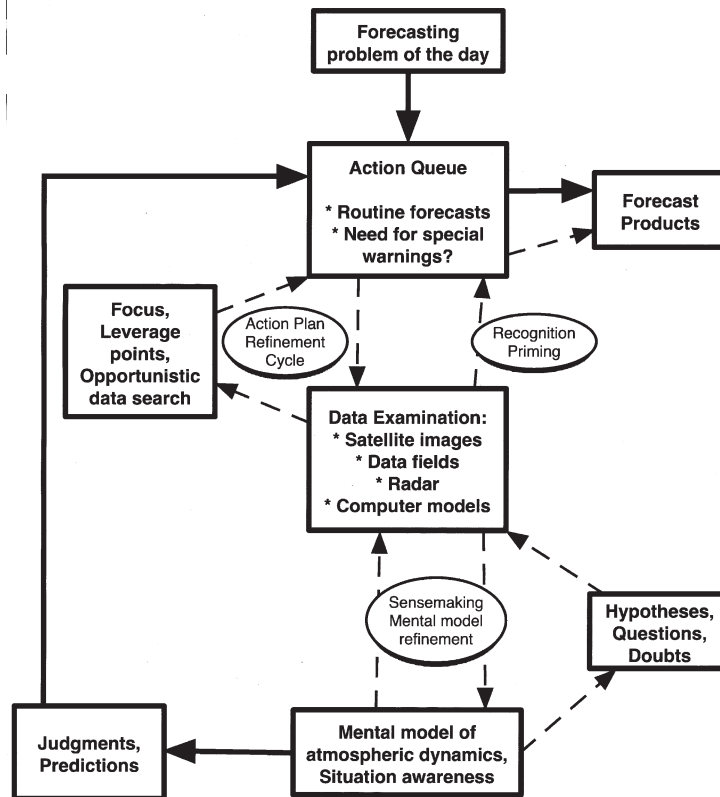 Forecasting
problem of the day
Action Queue
* Routine forecasts
* Need for special
warnings?
Forecast
Products
Focus,
Leverage
points,
Opportunistic
data search
Action Plan
Refinement
Cycle
Recognition
Priming
Data Examination:
* Satellite images
* Data fields
* Radar
* Computer models
Sensemaking
Mental model
refinement
Hypotheses,
Questions,
Doubts
Judgments,
Predictions
Mental model of
atmospheric dynamics,
Situation awareness